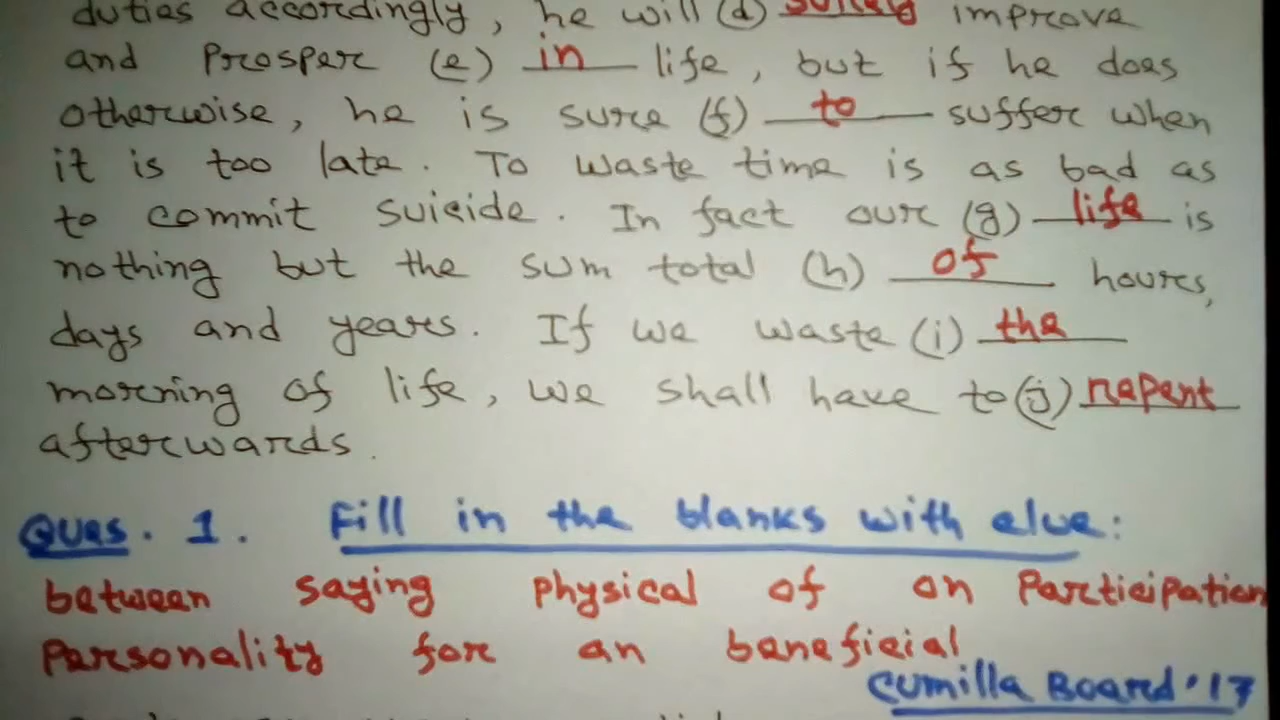 duties accordingly, he will (d) surely improve
and prosper (e) in life, but if he does
otherwise, he is sure (f) to suffer when
it is too late. To waste time is as bad as
to commit suicide. In fact our (g) life is
nothing but the sum total (h) of hours,
days and years. If we waste (i) the
morning of life, we shall have to (j) repent
afterwards.
Ques. 1. Fill in the blanks with clue:
between saying physical of on Participation
Personality for an beneficial
Cumilla Board '17